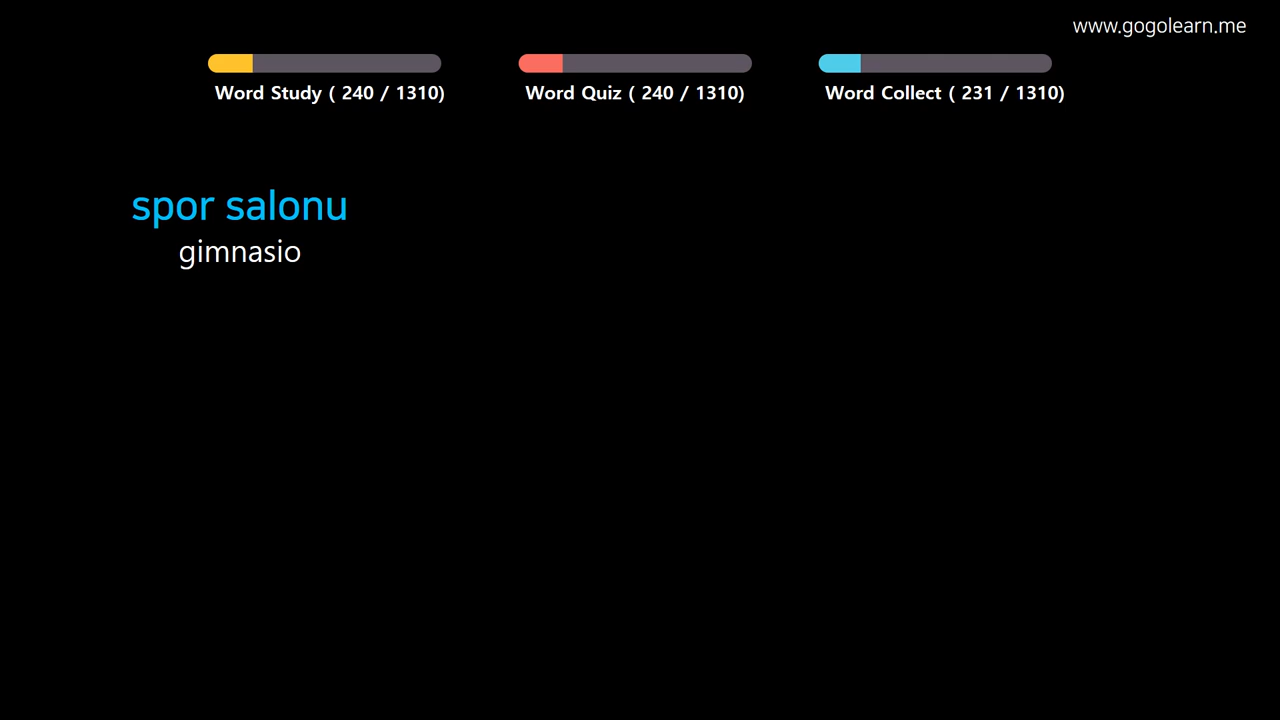 www.gogolearn.me
Word Study ( 240 / 1310)
Word Quiz ( 240 / 1310)
Word Collect ( 231 / 1310)
spor salonu
gimnasio